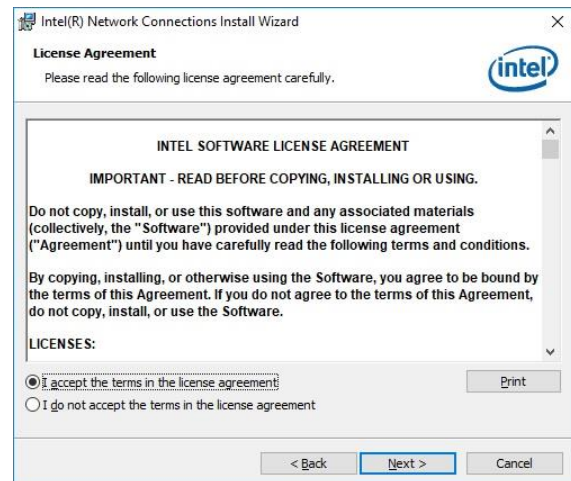 Intel(R) Network Connections Install Wizard
License Agreement
Please read the following license agreement carefully.
intel
INTEL SOFTWARE LICENSE AGREEMENT
IMPORTANT - READ BEFORE COPYING, INSTALLING OR USING.
Do not copy, install, or use this software and any associated materials
(collectively, the "Software") provided under this license agreement
("Agreement") until you have carefully read the following terms and conditions.
By copying, installing, or otherwise using the Software, you agree to be bound by
the terms of this Agreement. If you do not agree to the terms of this Agreement,
do not copy, install, or use the Software.
LICENSES:
I accept the terms in the license agreement
Print
I do not accept the terms in the license agreement
< Back
Next >
Cancel